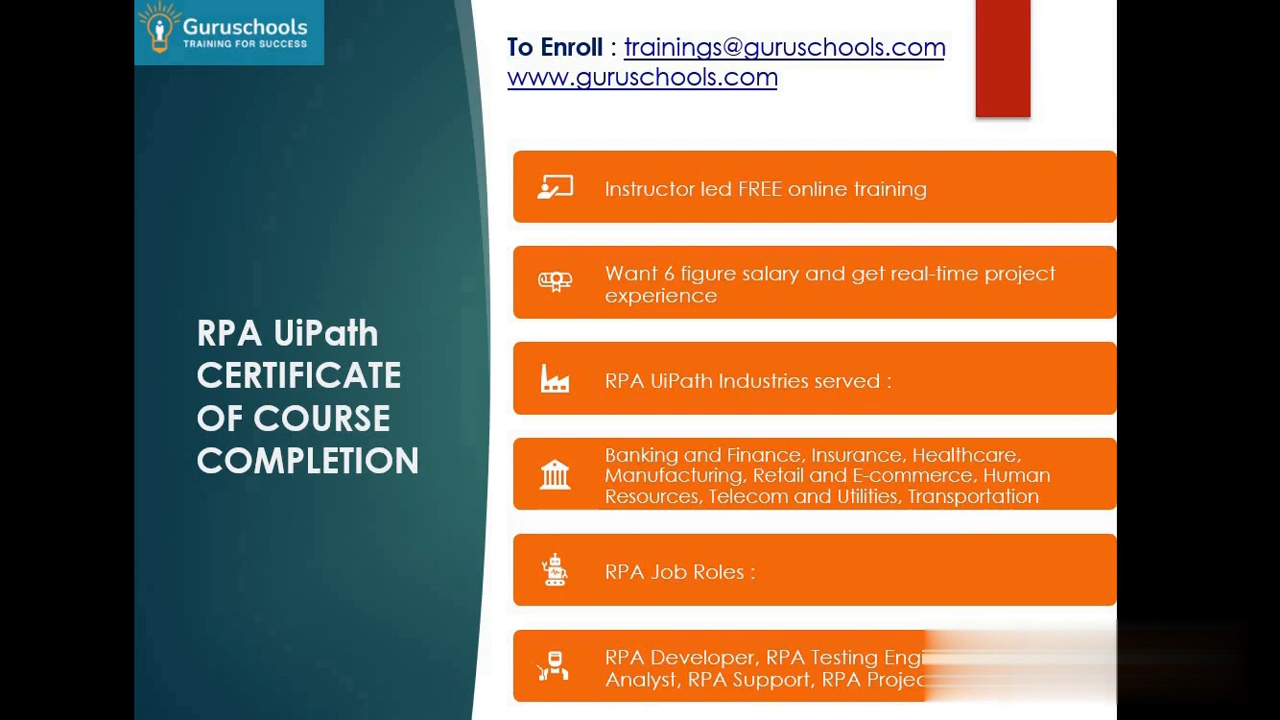 Guruschools
TRAINING FOR SUCCESS
To Enroll : trainings@guruschools.com
www.guruschools.com
RPA UiPath
CERTIFICATE
OF COURSE
COMPLETION
Instructor led FREE online training
Want 6 figure salary and get real-time project
experience
RPA UiPath Industries served :
Banking and Finance, Insurance, Healthcare,
Manufacturing, Retail and E-commerce, Human
Resources, Telecom and Utilities, Transportation
RPA Job Roles :
RPA Developer, RPA Testing
Analyst, RPA Support, RPA